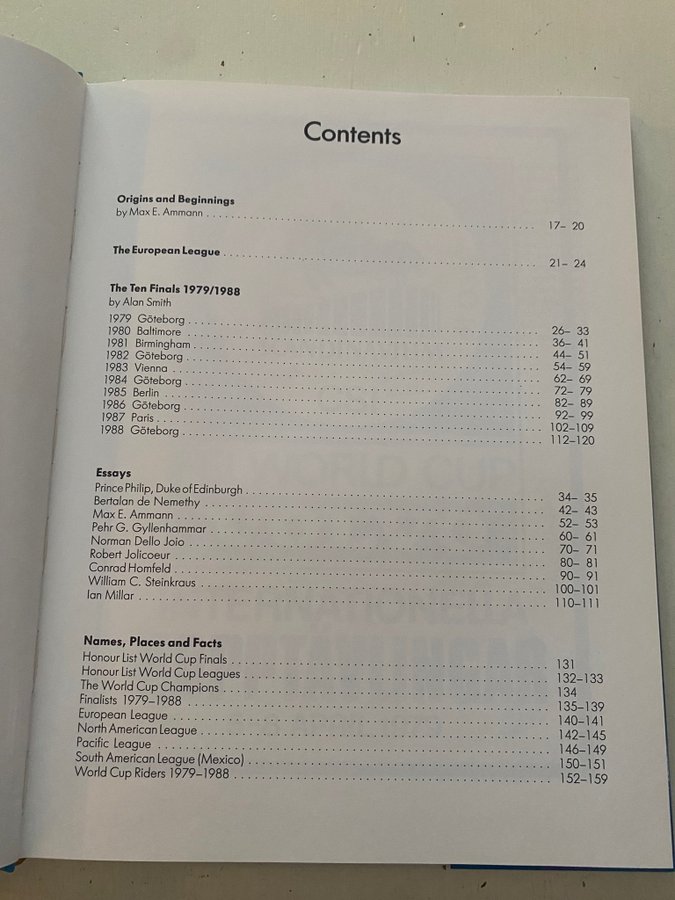 Contents
Origins and Beginnings
by Max E. Ammann . . . . . . . . . . 17– 20
The European League . . . . . . . . . . 21– 24
The Ten Finals 1979/1988
by Alan Smith
1979 Göteborg . . . . . . . . . . 26– 33
1980 Baltimore . . . . . . . . . . 36– 41
1981 Birmingham . . . . . . . . . . 44– 51
1982 Göteborg . . . . . . . . . . 54– 59
1983 Vienna . . . . . . . . . . 62– 69
1984 Göteborg . . . . . . . . . . 72– 79
1985 Berlin . . . . . . . . . . 82– 89
1986 Göteborg . . . . . . . . . . 92– 99
1987 Paris . . . . . . . . . . 102–109
1988 Göteborg . . . . . . . . . . 112–120
Essays
Prince Philip, Duke of Edinburgh . . . . . . . . . . 34– 35
Bertalan de Nemethy . . . . . . . . . . 42– 43
Max E. Ammann . . . . . . . . . . 52– 53
Pehr G. Gyllenhammar . . . . . . . . . . 60– 61
Norman Dello Joio . . . . . . . . . . 70– 71
Robert Jolicoeur . . . . . . . . . . 80– 81
Conrad Homfeld . . . . . . . . . . 90– 91
William C. Steinkraus . . . . . . . . . . 100–101
Ian Millar . . . . . . . . . . 110–111
Names, Places and Facts
Honour List World Cup Finals . . . . . . . . . . 131
Honour List World Cup Leagues . . . . . . . . . . 132–133
The World Cup Champions . . . . . . . . . . 134
Finalists 1979–1988 . . . . . . . . . . 135–139
European League . . . . . . . . . . 140–141
North American League . . . . . . . . . . 142–145
Pacific League . . . . . . . . . . 146–149
South American League (Mexico) . . . . . . . . . . 150–151
World Cup Riders 1979–1988 . . . . . . . . . . 152–159